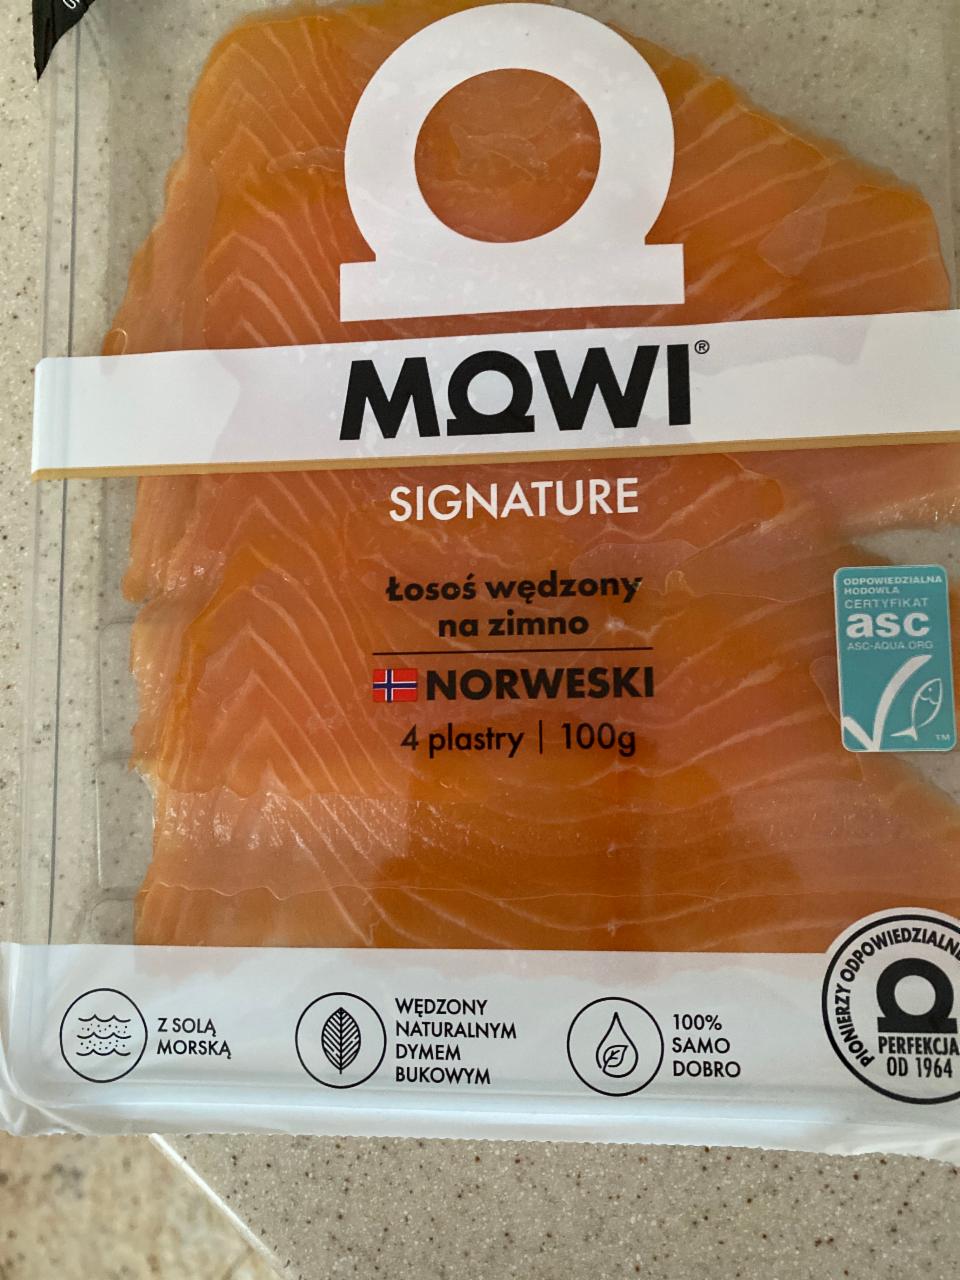 MOWI®
SIGNATURE
Łosoś wędzony
na zimno
NORWESKI
4 plastry | 100g
ODPOWIEDZIALNA
HODOWLA
CERTYFIKAT
asc
ASC-AQUA.ORG
TM
Z SOLĄ
MORSKĄ
WĘDZONY
NATURALNYM
DYMEM
BUKOWYM
100%
SAMO
DOBRO
PIONIERZY ODPOWIEDZIALNE
PERFEKCJA
OD 1964